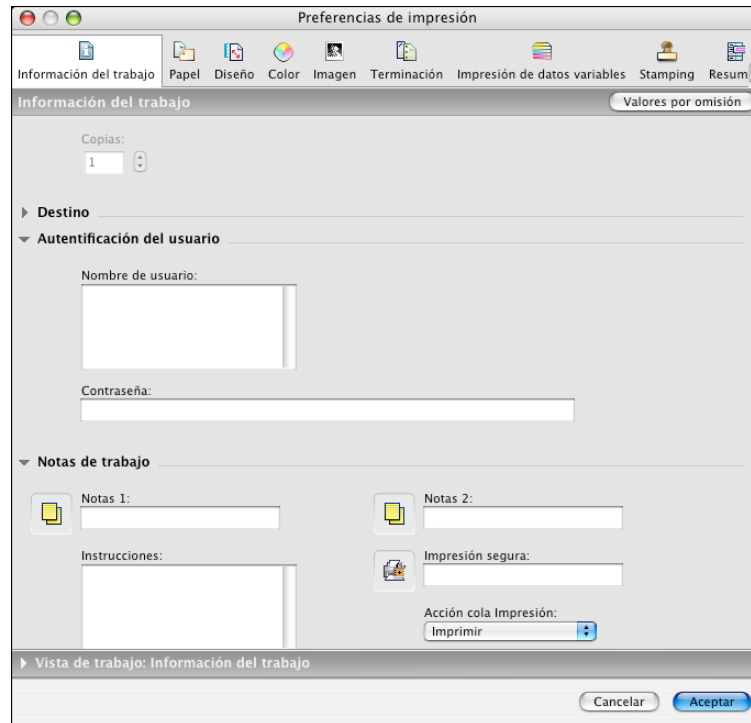 Preferencias de impresión
Información del trabajo Papel Diseño Color Imagen Terminación Impresión de datos variables Stamping Resum
Información del trabajo Valores por omisión
Copias:
1
Destino
Autentificación del usuario
Nombre de usuario:
Contraseña:
Notas de trabajo
Notas 1: Notas 2:
Instrucciones: Impresión segura:
Acción cola Impresión:
Imprimir
Vista de trabajo: Información del trabajo
Cancelar Aceptar